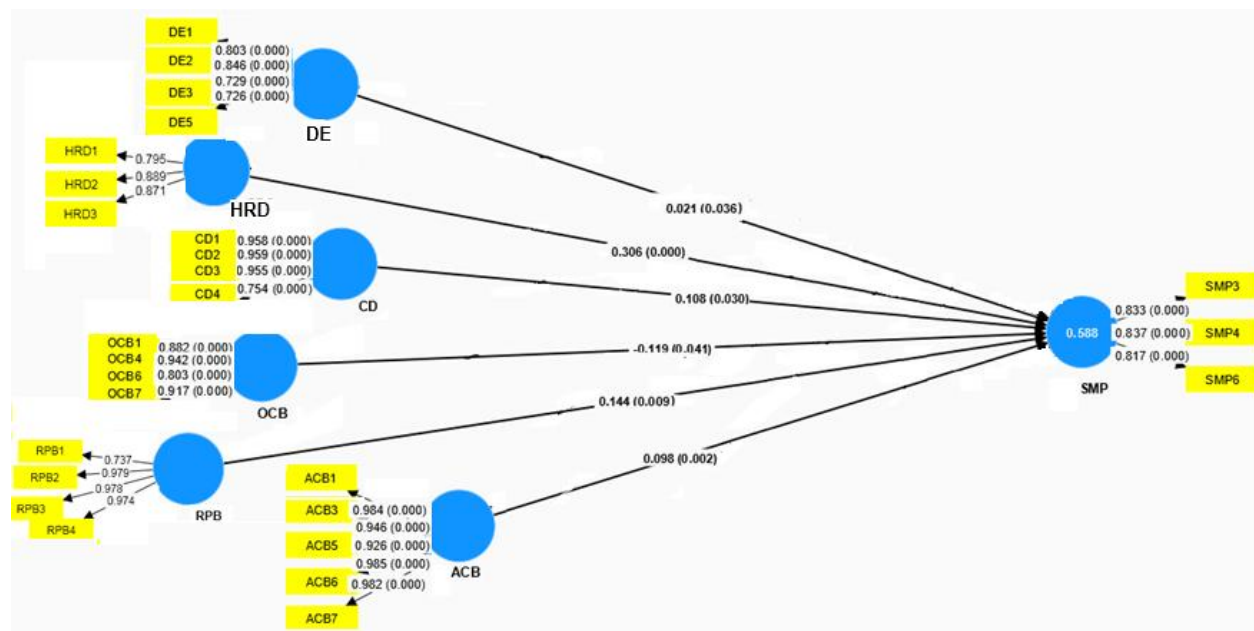 DE1
DE2
DE3
DE5
0.803 (0.000)
0.846 (0.000)
0.729 (0.000)
0.726 (0.000)
DE
HRD1
HRD2
HRD3
0.795
0.889
0.871
HRD
CD1
CD2
CD3
CD4
0.958 (0.000)
0.959 (0.000)
0.955 (0.000)
0.754 (0.000)
CD
OCB1
OCB4
OCB6
OCB7
0.882 (0.000)
0.942 (0.000)
0.803 (0.000)
0.917 (0.000)
OCB
RPB1
RPB2
RPB3
RPB4
0.737
0.979
0.978
0.974
RPB
ACB1
ACB3
ACB5
ACB6
ACB7
0.984 (0.000)
0.946 (0.000)
0.926 (0.000)
0.985 (0.000)
0.982 (0.000)
ACB
0.021 (0.036)
0.306 (0.000)
0.108 (0.030)
-0.119 (0.041)
0.144 (0.009)
0.098 (0.002)
0.588
SMP
0.833 (0.000)
0.837 (0.000)
0.817 (0.000)
SMP3
SMP4
SMP6